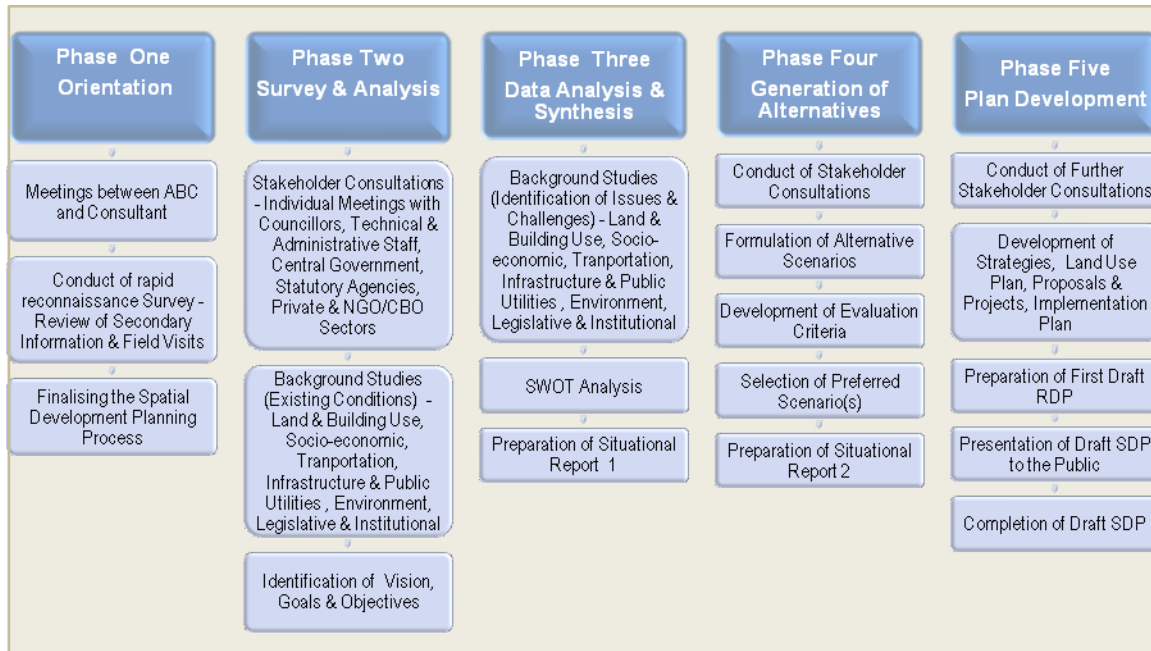 Phase One
Orientation
Meetings between ABC
and Consultant
Conduct of rapid
reconnaissance Survey -
Review of Secondary
Information & Field Visits
Finalising the Spatial
Development Planning
Process
Phase Two
Survey & Analysis
Stakeholder Consultations
- Individual Meetings with
Councillors, Technical &
Administrative Staff,
Central Government,
Statutory Agencies,
Private & NGO/CBO
Sectors
Background Studies
(Existing Conditions) -
Land & Building Use,
Socio-economic,
Tranportation,
Infrastructure & Public
Utilities , Environment,
Legislative & Institutional
Identification of Vision,
Goals & Objectives
Phase Three
Data Analysis &
Synthesis
Background Studies
(Identification of Issues &
Challenges) - Land &
Building Use, Socio-
economic, Tranportation,
Infrastructure & Public
Utilities , Environment,
Legislative & Institutional
SWOT Analysis
Preparation of Situational
Report 1
Phase Four
Generation of
Alternatives
Conduct of Stakeholder
Consultations
Formulation of Alternative
Scenarios
Development of Evaluation
Criteria
Selection of Preferred
Scenario(s)
Preparation of Situational
Report 2
Phase Five
Plan Development
Conduct of Further
Stakeholder Consultations
Development of
Strategies, Land Use
Plan, Proposals &
Projects, Implementation
Plan
Preparation of First Draft
RDP
Presentation of Draft SDP
to the Public
Completion of Draft SDP